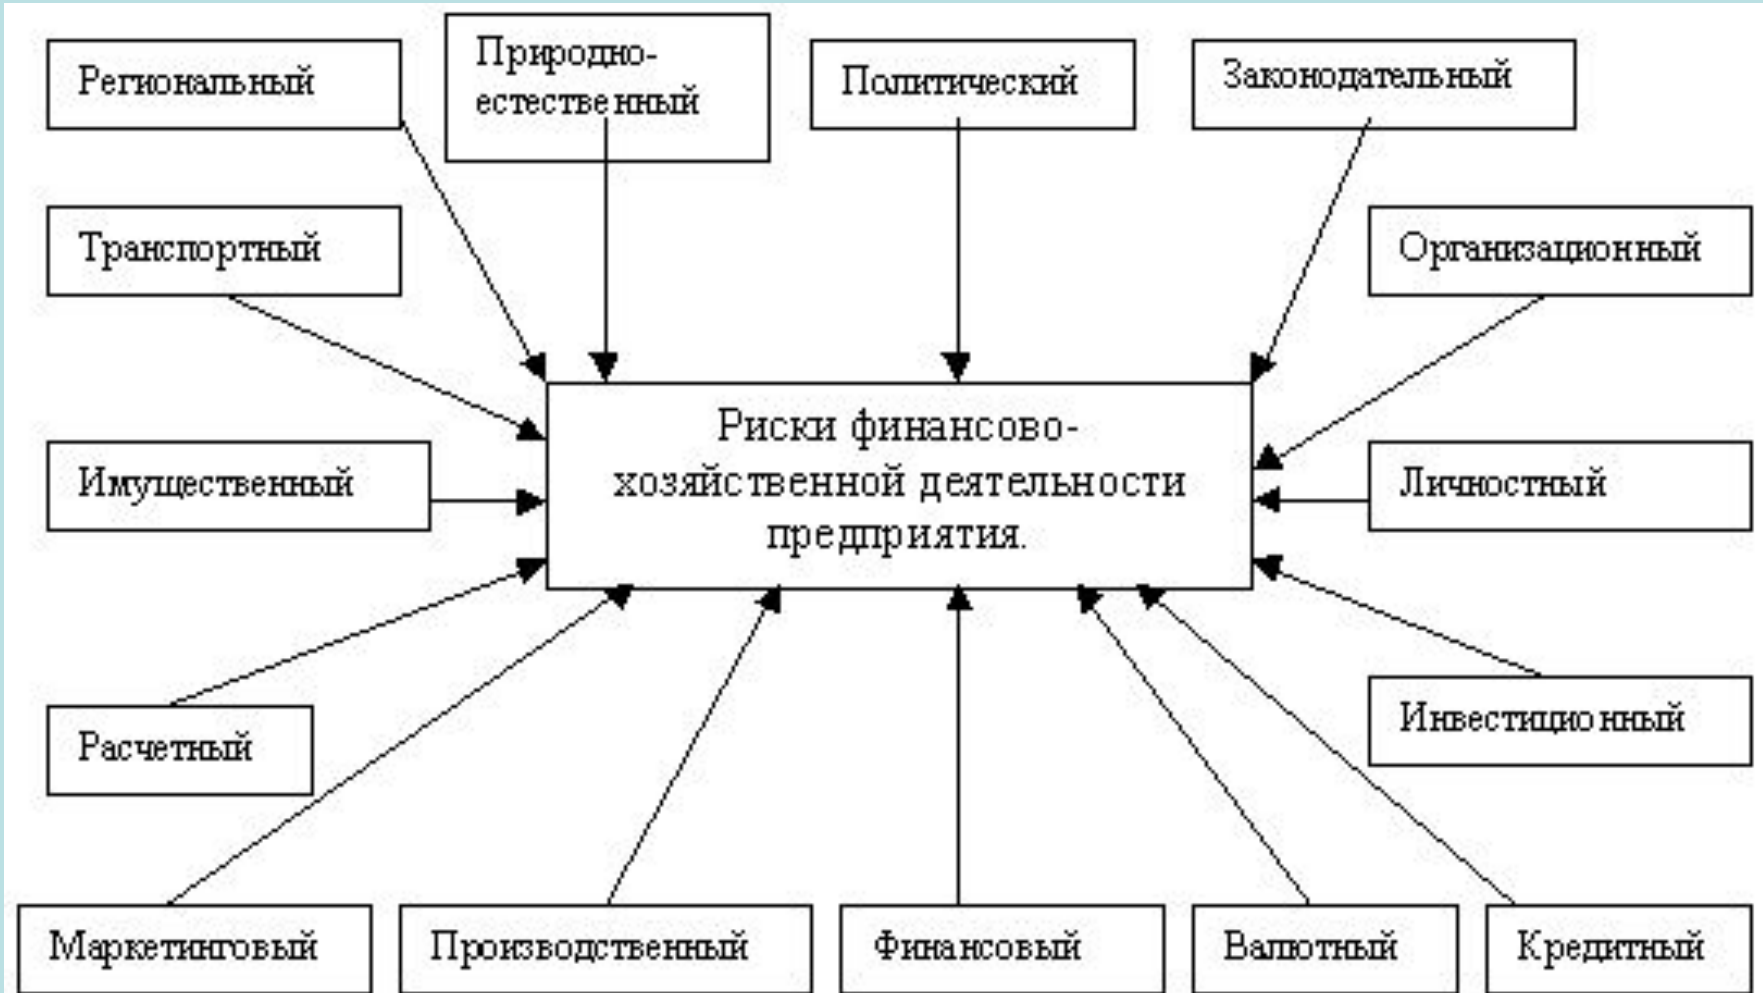 Региональный
Природно-
естественный
Политический
Законодательный
Транспортный
Организационный
Риски финансово-
хозяйственной деятельности
предприятия.
Имущественный
Личностный
Расчетный
Инвестиционный
Маркетинговый
Производственный
Финансовый
Валютный
Кредитный